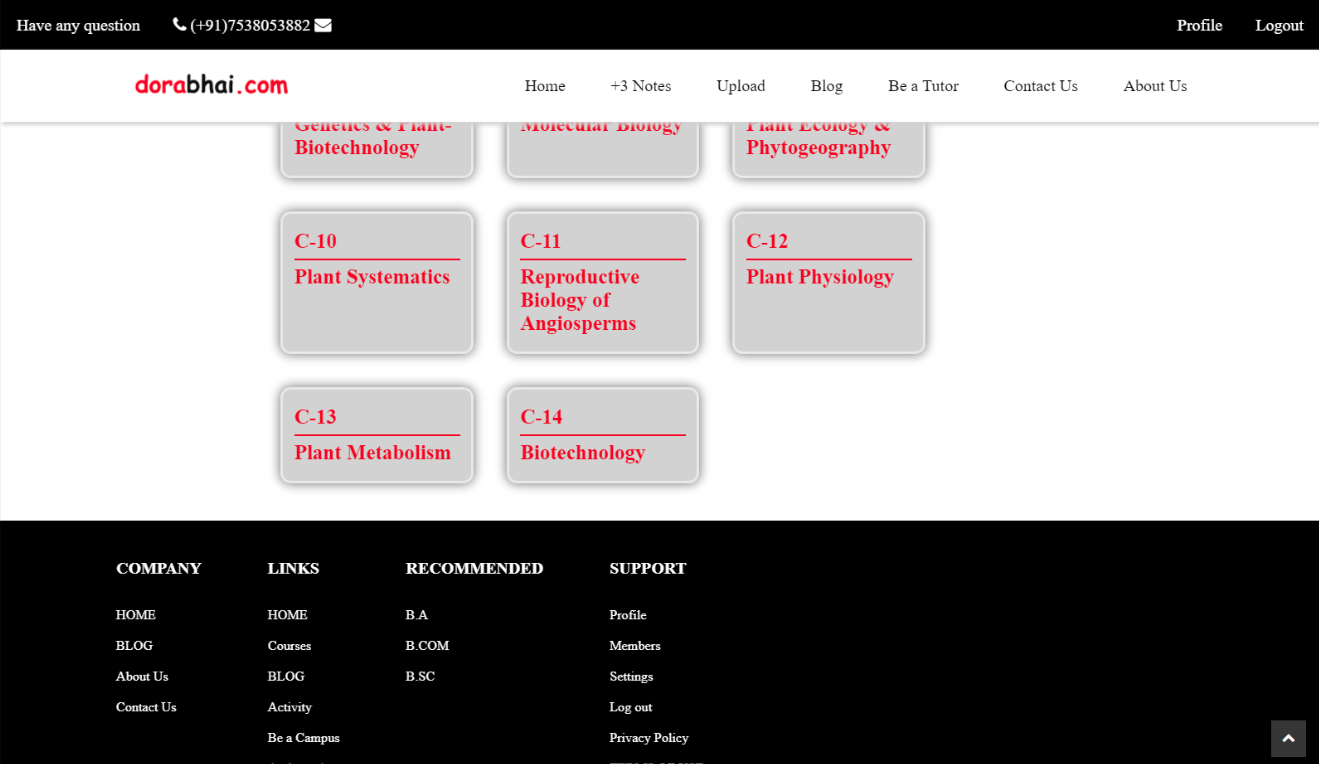 Have any question (+91)7538053882
Profile Logout
dorabhai.com
Home +3 Notes Upload Blog Be a Tutor Contact Us About Us
Genetics & Plant-
Biotechnology
Molecular Biology
Plant Ecology &
Phytogeography
C-10
Plant Systematics
C-11
Reproductive
Biology of
Angiosperms
C-12
Plant Physiology
C-13
Plant Metabolism
C-14
Biotechnology
COMPANY
HOME
BLOG
About Us
Contact Us
LINKS
HOME
Courses
BLOG
Activity
Be a Campus
RECOMMENDED
B.A
B.COM
B.SC
SUPPORT
Profile
Members
Settings
Log out
Privacy Policy